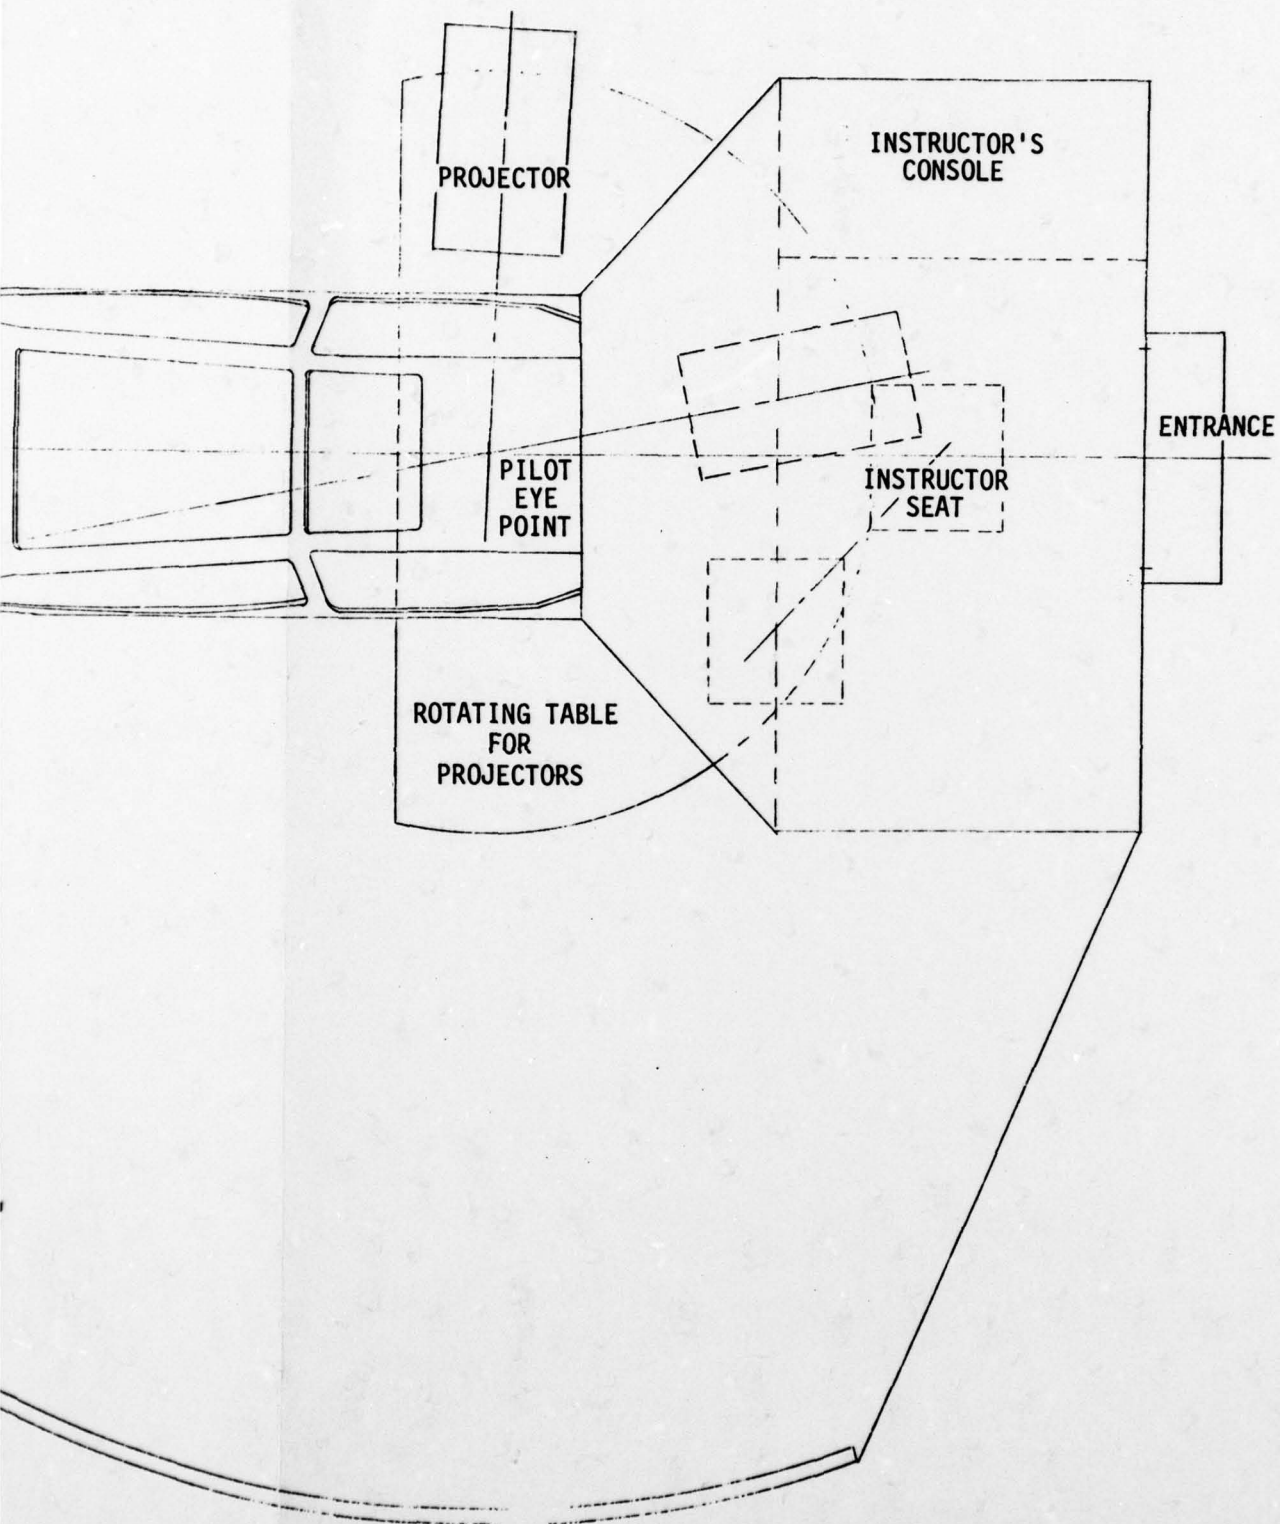 PROJECTOR
INSTRUCTOR'S
CONSOLE
ENTRANCE
PILOT
EYE
POINT
INSTRUCTOR
SEAT
ROTATING TABLE
FOR
PROJECTORS